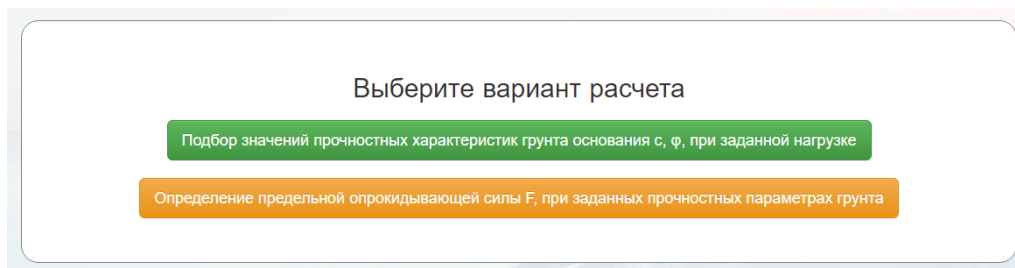 Выберите вариант расчета
Подбор значений прочностных характеристик грунта основания c, φ, при заданной нагрузке
Определение предельной опрокидывающей силы F, при заданных прочностных параметрах грунта